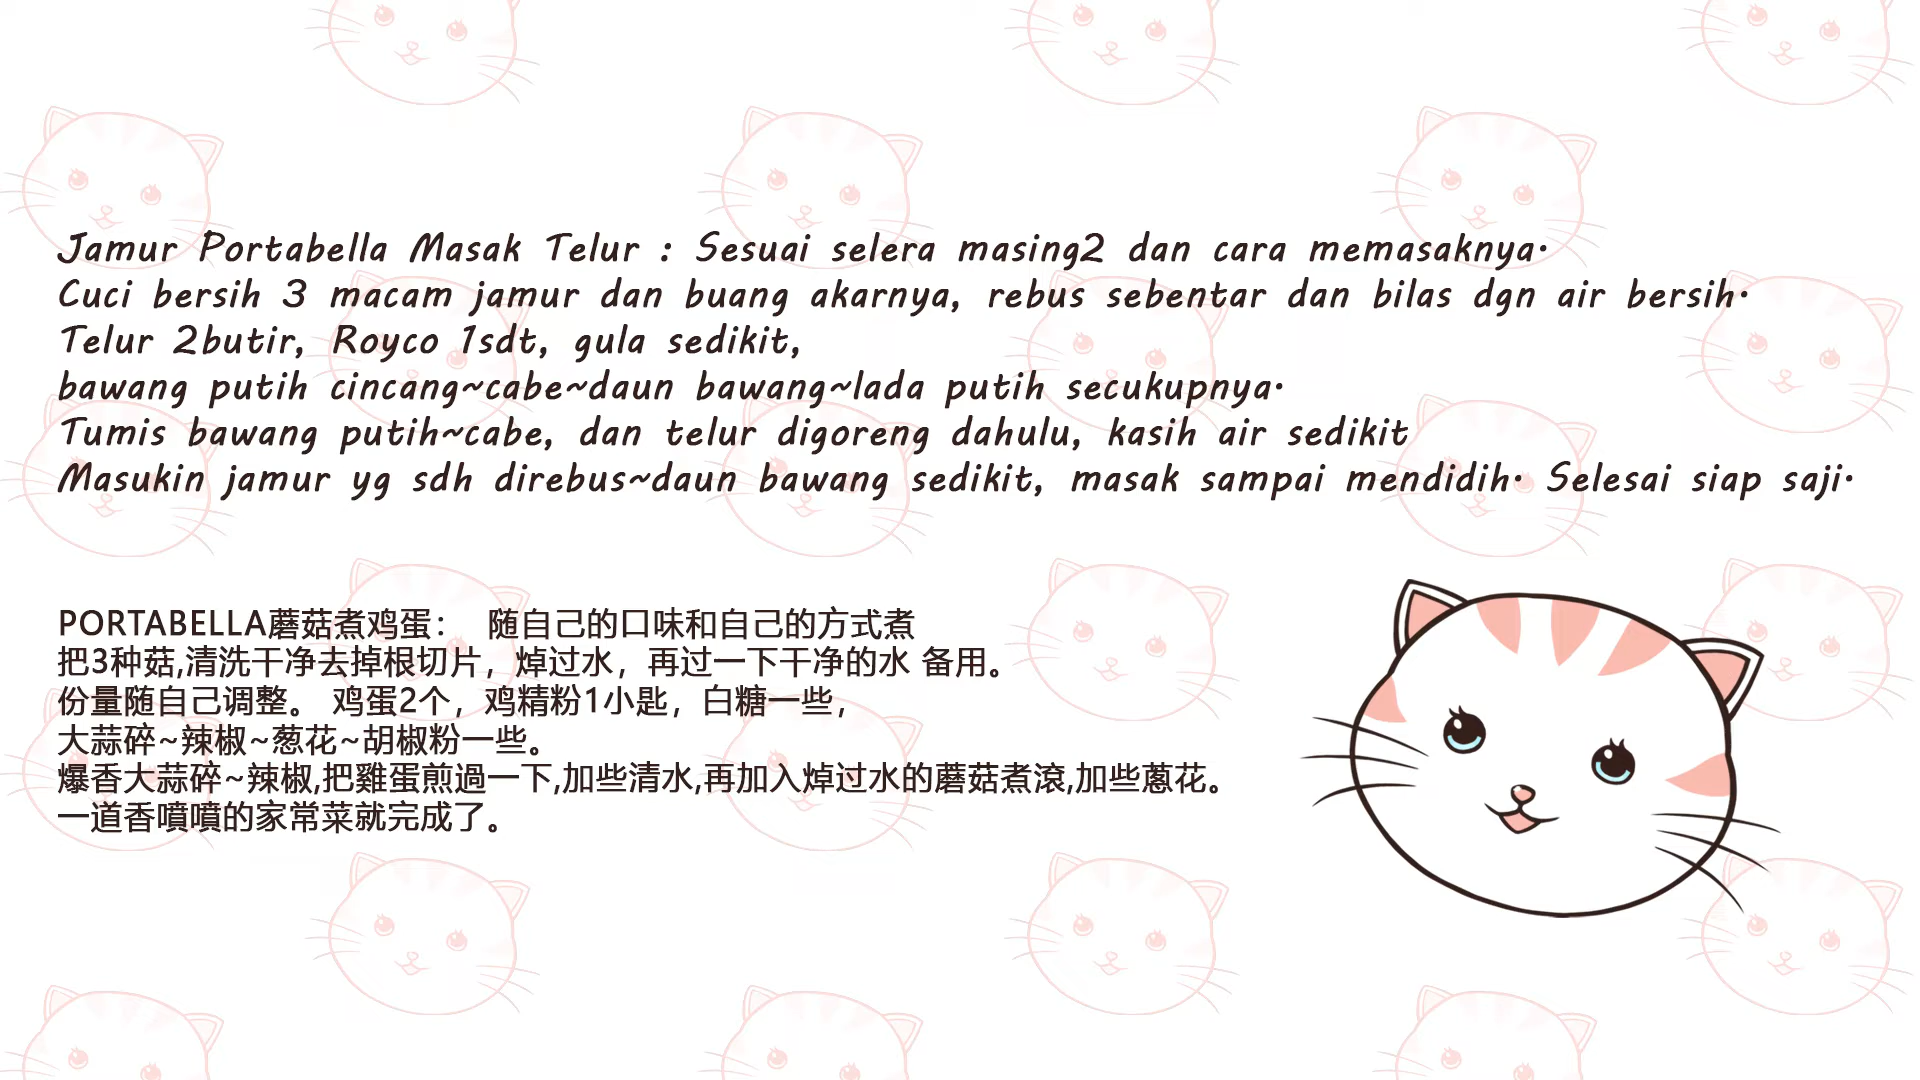 Jamur Portabella Masak Telur : Sesuai selera masing2 dan cara memasaknya.
Cuci bersih 3 macam jamur dan buang akarnya, rebus sebentar dan bilas dgn air bersih.
Telur 2butir, Royco 1sdt, gula sedikit,
bawang putih cincang~cabe~daun bawang~lada putih secukupnya.
Tumis bawang putih~cabe, dan telur digoreng dahulu, kasih air sedikit
Masukin jamur yg sdh direbus~daun bawang sedikit, masak sampai mendidih. Selesai siap saji.
PORTABELLA蘑菇煮鸡蛋： 随自己的口味和自己的方式煮
把3种菇,清洗干净去掉根切片，焯过水，再过一下干净的水 备用。
份量随自己调整。 鸡蛋2个，鸡精粉1小匙，白糖一些，
大蒜碎~辣椒~葱花~胡椒粉一些。
爆香大蒜碎~辣椒,把雞蛋煎過一下,加些清水,再加入焯过水的蘑菇煮滾,加些蔥花。
一道香噴噴的家常菜就完成了。